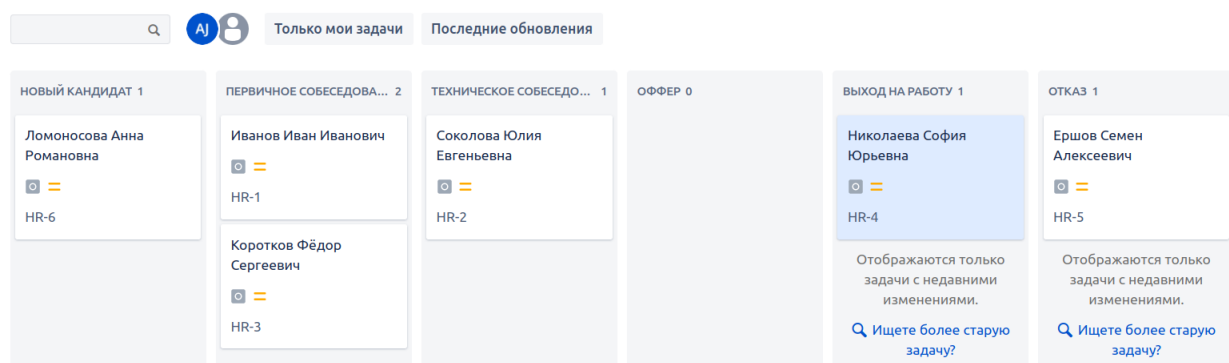 AJ
Только мои задачи
Последние обновления
НОВЫЙ КАНДИДАТ 1
Ломоносова Анна
Романовна
HR-6
ПЕРВИЧНОЕ СОБЕСЕДОВА... 2
Иванов Иван Иванович
HR-1
Коротков Фёдор
Сергеевич
HR-3
ТЕХНИЧЕСКОЕ СОБЕСЕДО... 1
Соколова Юлия
Евгеньевна
HR-2
ОФФЕР 0
ВЫХОД НА РАБОТУ 1
Николаева София
Юрьевна
HR-4
Отображаются только
задачи с недавними
изменениями.
Ищете более старую
задачу?
ОТКАЗ 1
Ершов Семен
Алексеевич
HR-5
Отображаются только
задачи с недавними
изменениями.
Ищете более старую
задачу?